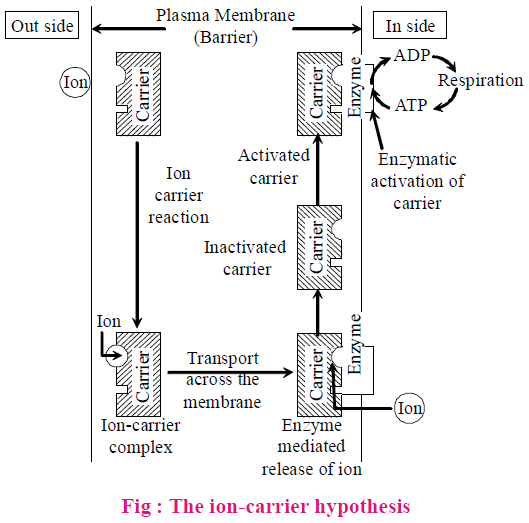 Out side
Plasma Membrane
(Barrier)
In side
Ion
Carrier
Carrier
Enzyme
ADP
Respiration
ATP
Ion
carrier
reaction
Activated
carrier
Enzymatic
activation of
carrier
Inactivated
carrier
Carrier
Ion
Carrier
Transport
across the
membrane
Carrier
Enzyme
Ion
Ion-carrier
complex
Enzyme
mediated
release of ion
Fig : The ion-carrier hypothesis